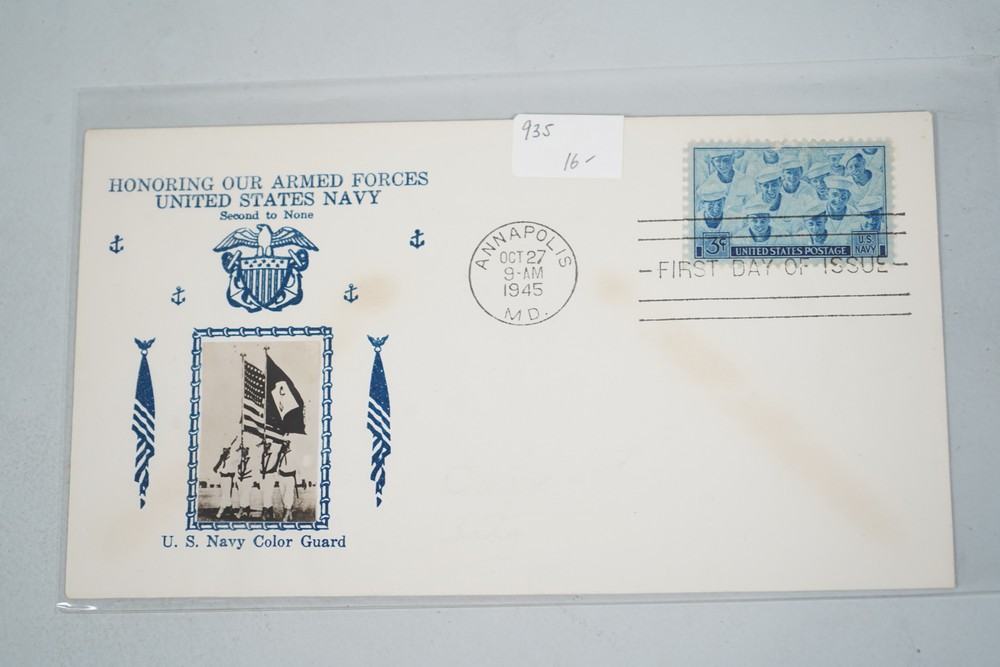 935
16-
HONORING OUR ARMED FORCES
UNITED STATES NAVY
Second to None
ANNAPOLIS
OCT 27
9-AM
1945
MD.
3¢
UNITED STATES POSTAGE
U.S.
NAVY
FIRST DAY OF ISSUE
U. S. Navy Color Guard